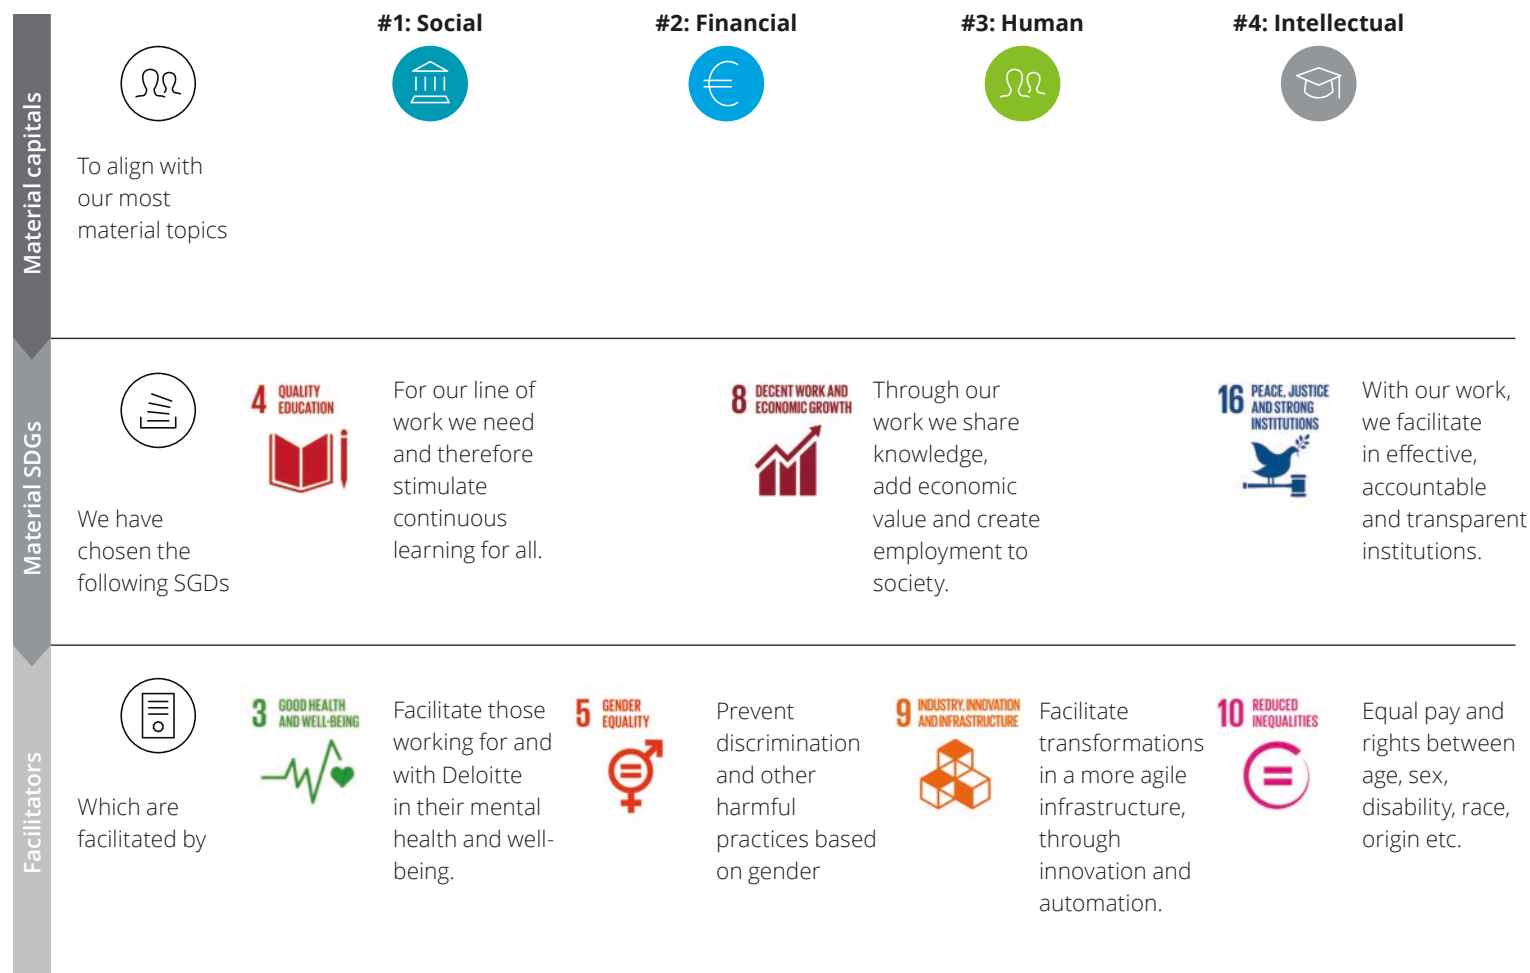 Material capitals
#1: Social
#2: Financial
#3: Human
#4: Intellectual
To align with
our most
material topics
Material SDGs
We have
chosen the
following SGDs
4 QUALITY
EDUCATION
For our line of
work we need
and therefore
stimulate
continuous
learning for all.
8 DECENT WORK AND
ECONOMIC GROWTH
Through our
work we share
knowledge,
add economic
value and create
employment to
society.
16 PEACE, JUSTICE
AND STRONG
INSTITUTIONS
With our work,
we facilitate
in effective,
accountable
and transparent
institutions.
Facilitators
Which are
facilitated by
3 GOOD HEALTH
AND WELL-BEING
Facilitate those
working for and
with Deloitte
in their mental
health and well-
being.
5 GENDER
EQUALITY
Prevent
discrimination
and other
harmful
practices based
on gender
9 INDUSTRY, INNOVATION
AND INFRASTRUCTURE
Facilitate
transformations
in a more agile
infrastructure,
through
innovation and
automation.
10 REDUCED
INEQUALITIES
Equal pay and
rights between
age, sex,
disability, race,
origin etc.